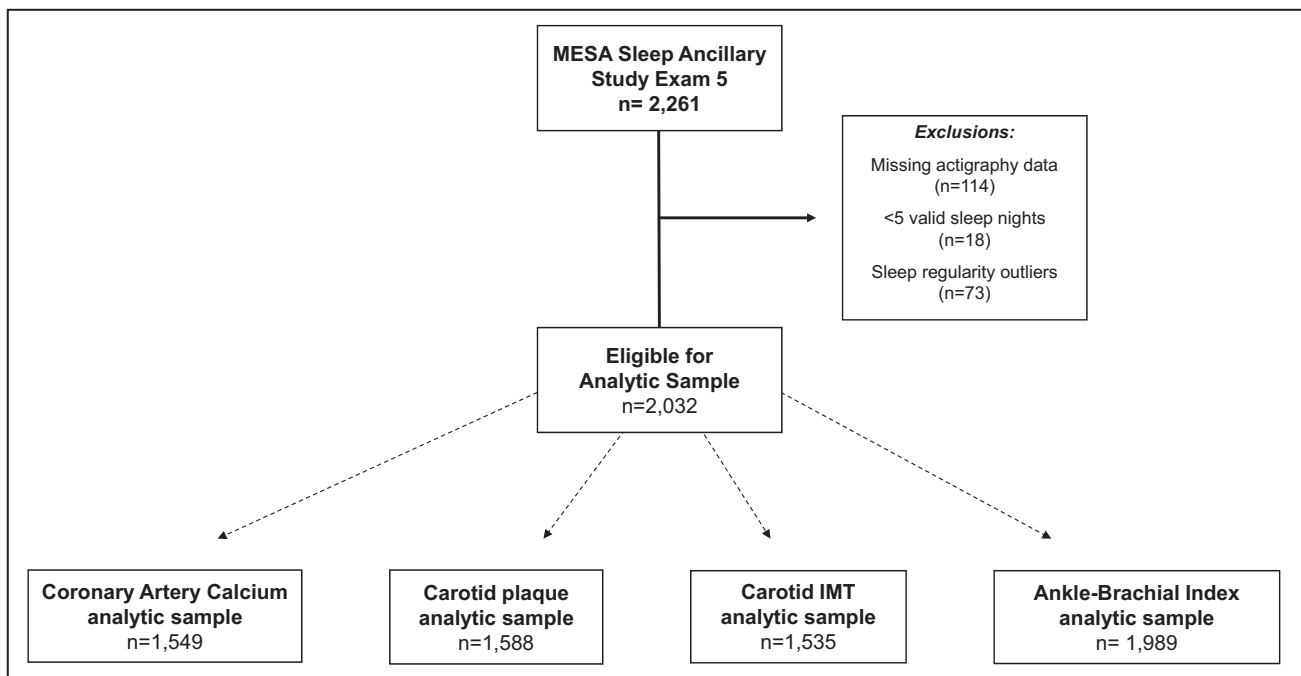 MESA Sleep Ancillary
Study Exam 5
n= 2,261
Exclusions:
Missing actigraphy data
(n=114)
<5 valid sleep nights
(n=18)
Sleep regularity outliers
(n=73)
Eligible for
Analytic Sample
n=2,032
Coronary Artery Calcium
analytic sample
n=1,549
Carotid plaque
analytic sample
n=1,588
Carotid IMT
analytic sample
n=1,535
Ankle-Brachial Index
analytic sample
n= 1,989